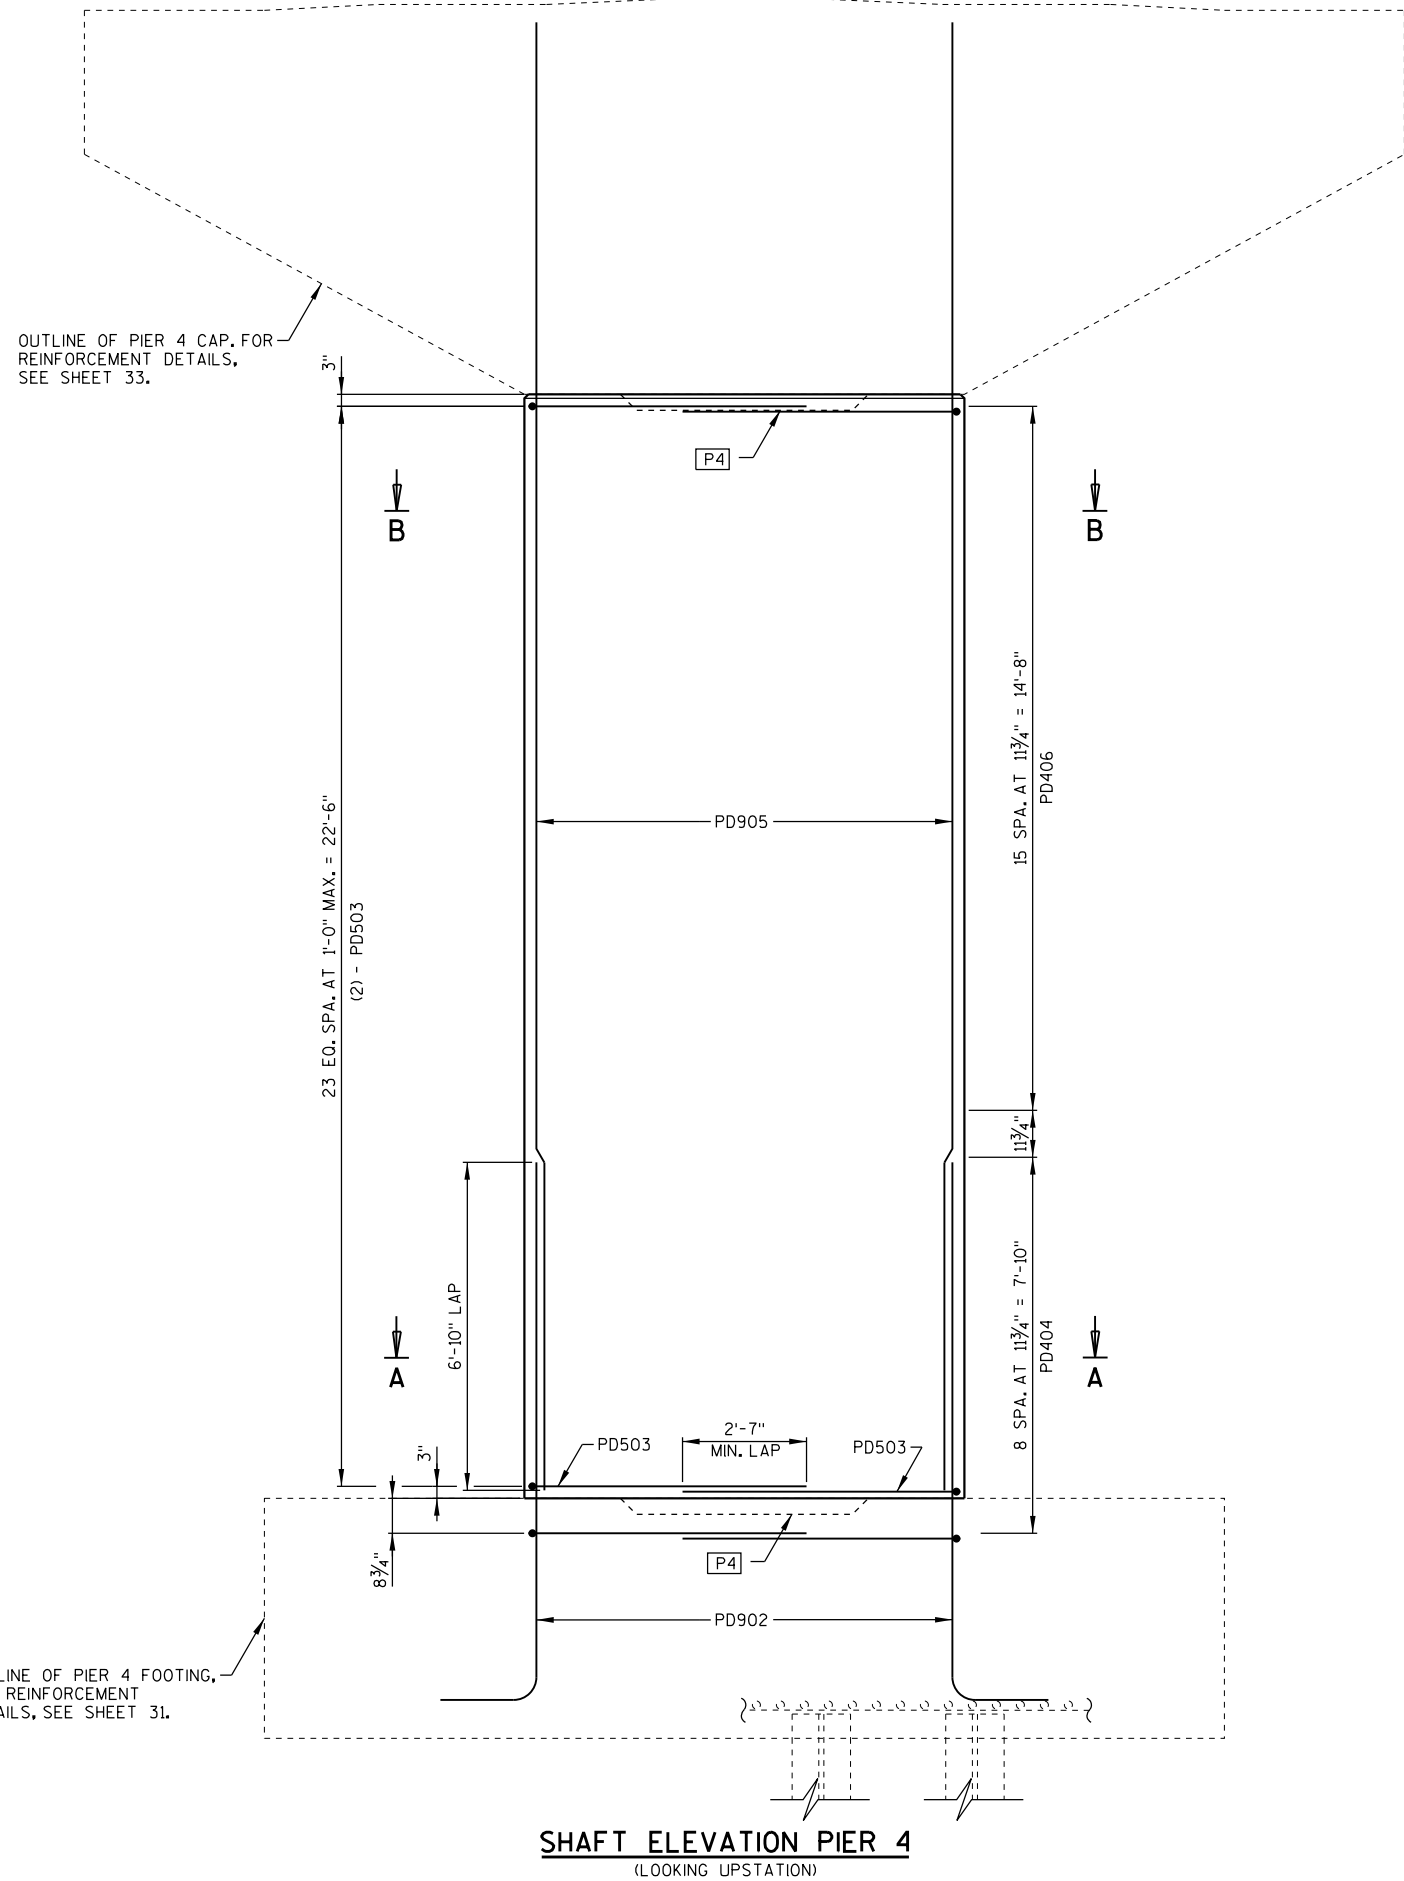 OUTLINE OF PIER 4 CAP. FOR
REINFORCEMENT DETAILS,
SEE SHEET 33.
3"
P4
B
B
23 EQ. SPA. AT 1'-0" MAX. = 22'-6"
(2) - PD503
PD905
15 SPA. AT 11¾" = 14'-8"
PD406
11¾"
8 SPA. AT 11¾" = 7'-10"
PD404
6'-10" LAP
A
A
3"
PD503
2'-7"
MIN. LAP
PD503
8¾"
P4
PD902
LINE OF PIER 4 FOOTING,
REINFORCEMENT
AILS, SEE SHEET 31.
SHAFT ELEVATION PIER 4
(LOOKING UPSTATION)